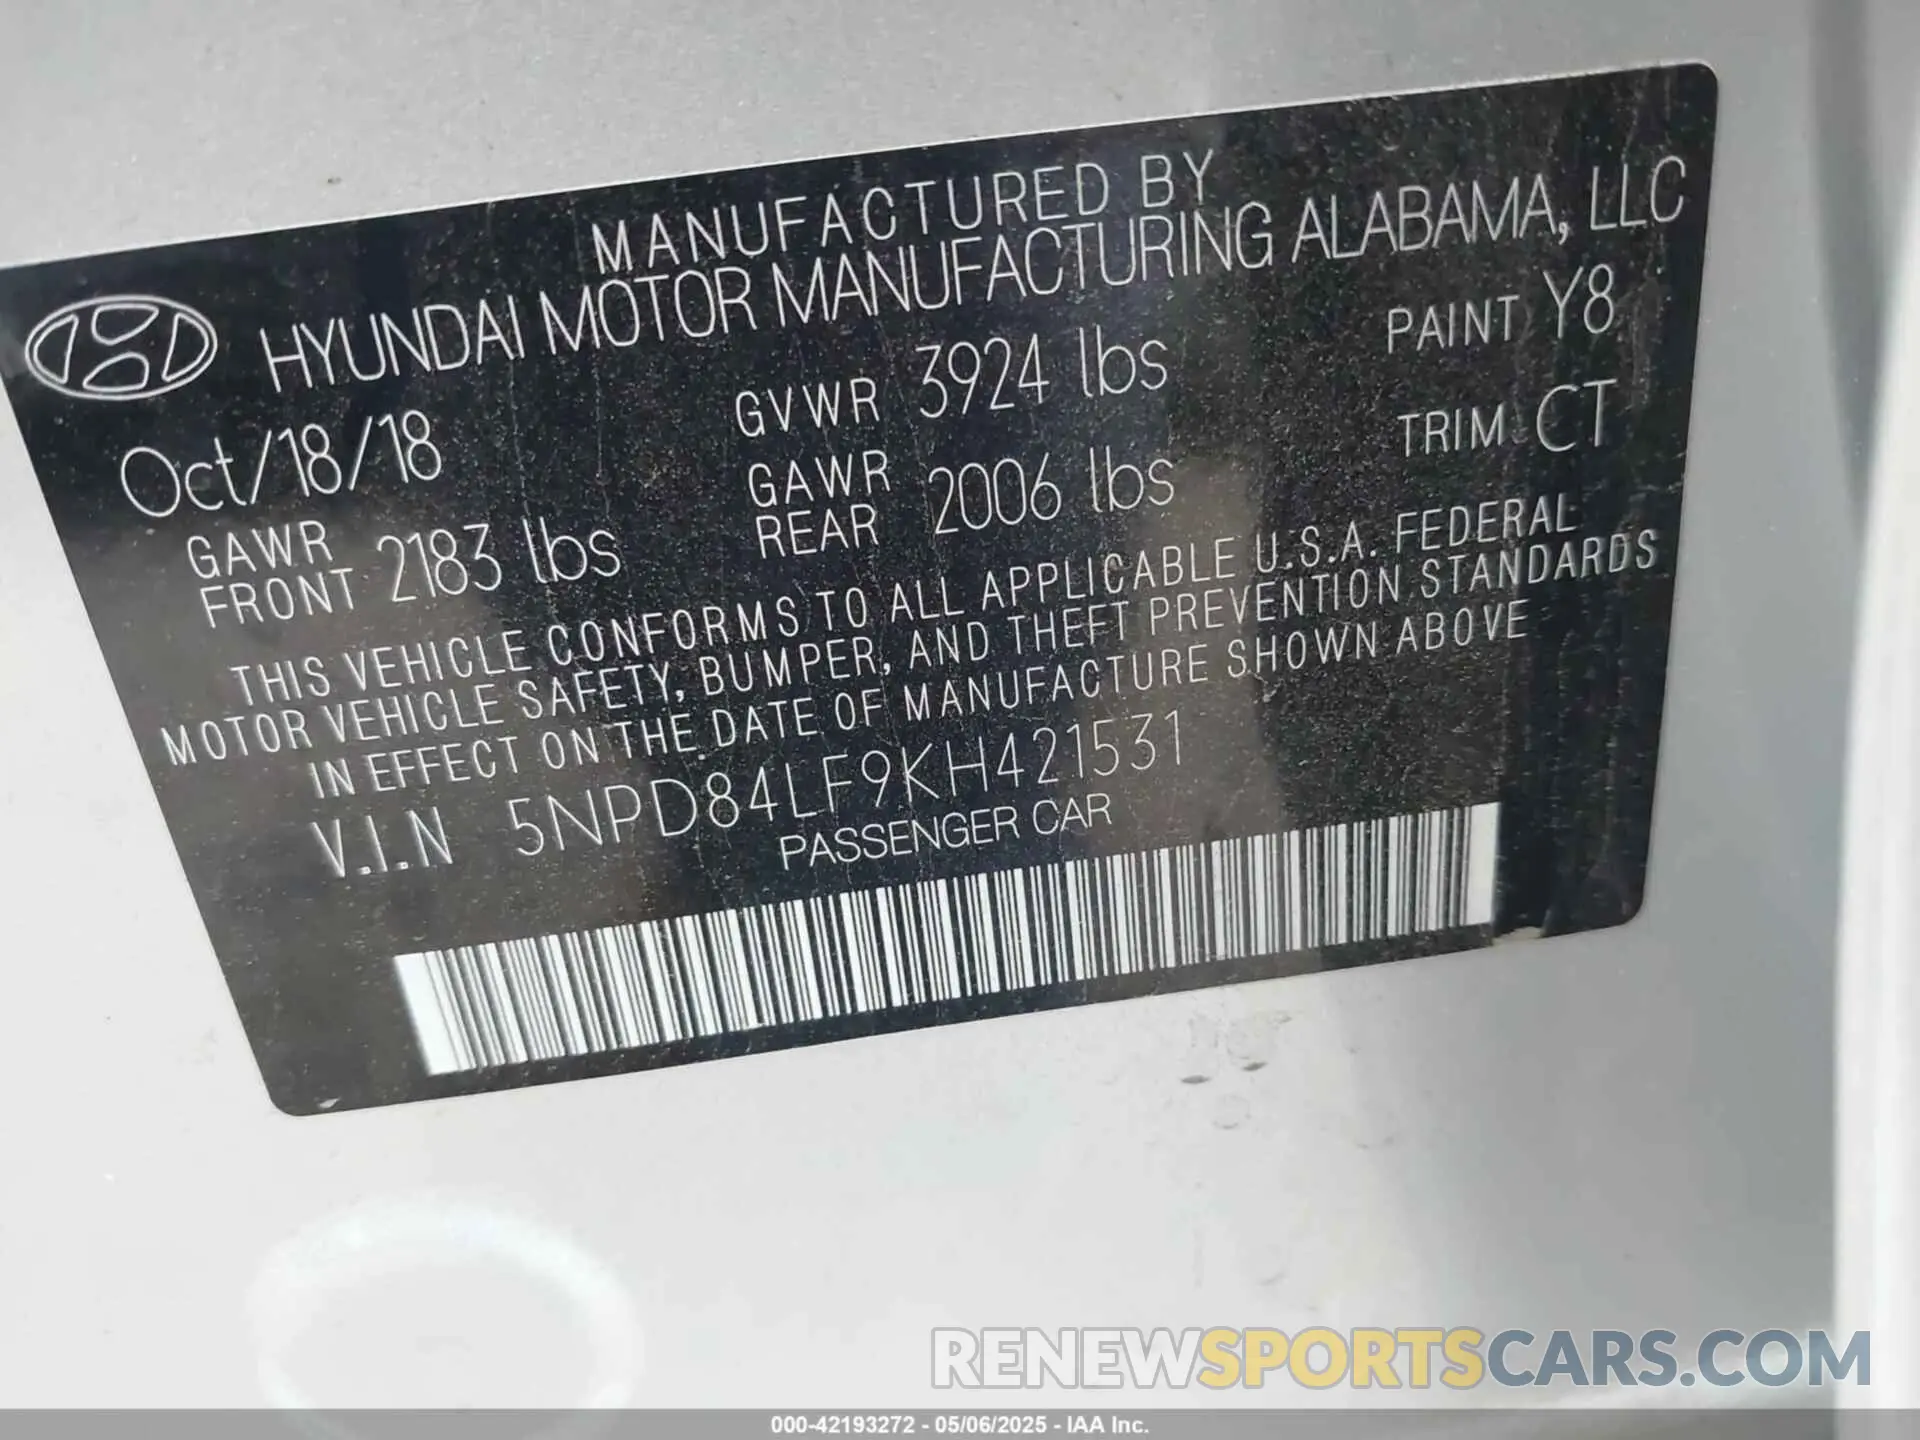 MANUFACTURED BY
HYUNDAI MOTOR MANUFACTURING ALABAMA, LLC
Oct/18/18 GVWR 3924 lbs PAINT Y8
GAWR FRONT 2183 lbs GAWR REAR 2006 lbs TRIM CT
THIS VEHICLE CONFORMS TO ALL APPLICABLE U.S.A. FEDERAL
MOTOR VEHICLE SAFETY, BUMPER, AND THEFT PREVENTION STANDARDS
IN EFFECT ON THE DATE OF MANUFACTURE SHOWN ABOVE
V.I.N 5NPD84LF9KH421531
PASSENGER CAR
RENEWSPORTSCARS.COM
000-42193272 - 05/06/2025 - IAA Inc.